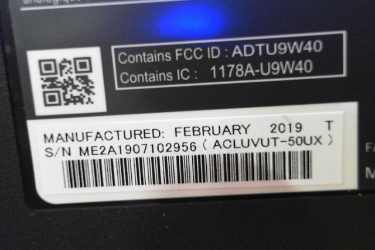 Contains FCC ID : ADTU9W40
Contains IC : 1178A-U9W40
MANUFACTURED: FEBRUARY 2019 T
S/N ME2A1907102956 ( ACLUVUT-50UX )